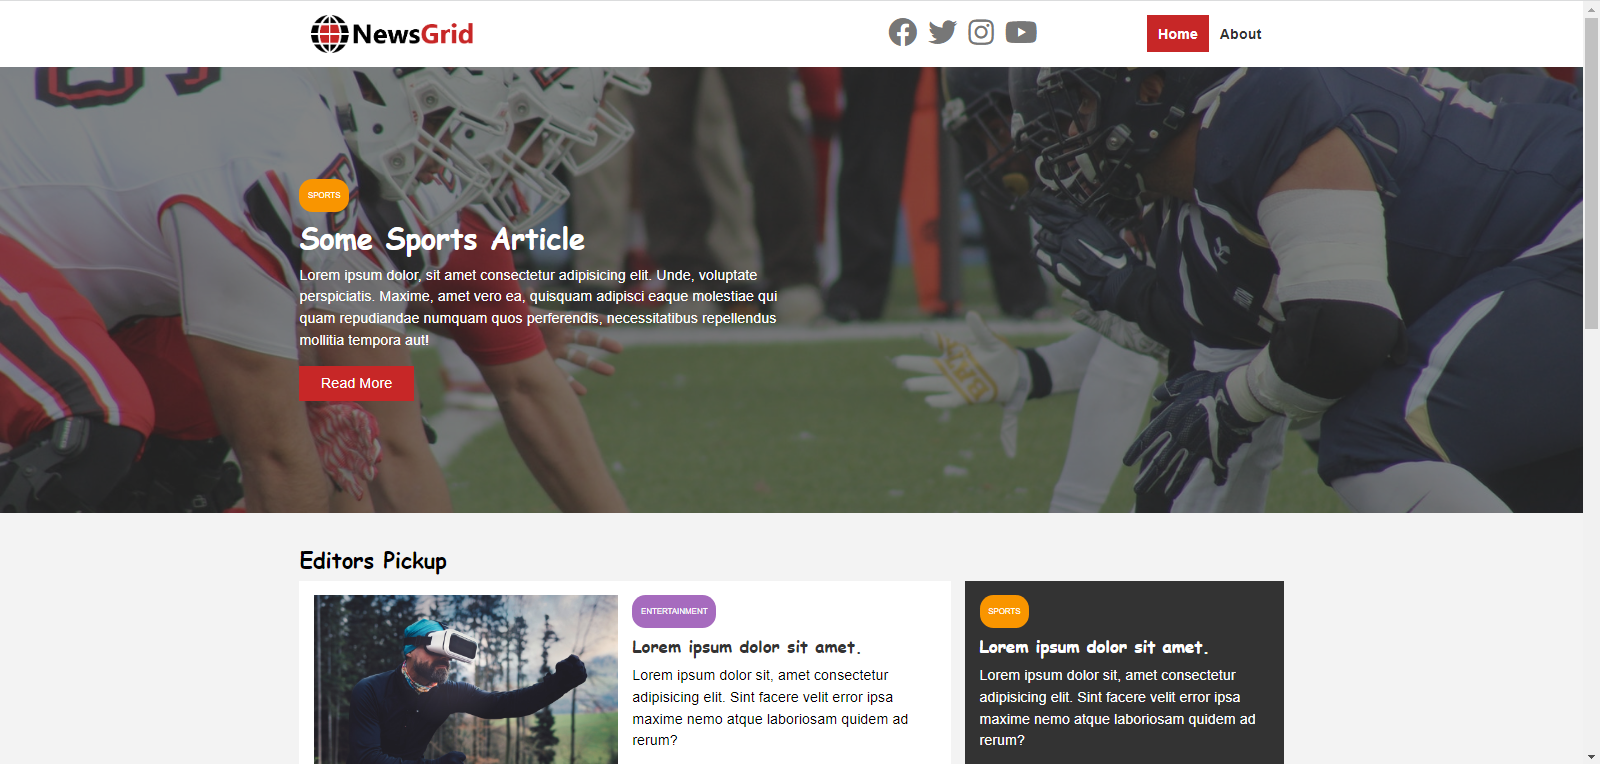 NewsGrid
Home About
SPORTS
Some Sports Article
Lorem ipsum dolor, sit amet consectetur adipisicing elit. Unde, voluptate
perspiciatis. Maxime, amet vero ea, quisquam adipisci eaque molestiae qui
quam repudiandae numquam quos perferendis, necessitatibus repellendus
mollitia tempora aut!
Read More
Editors Pickup
ENTERTAINMENT
Lorem ipsum dolor sit amet.
Lorem ipsum dolor sit, amet consectetur
adipisicing elit. Sint facere velit error ipsa
maxime nemo atque laboriosam quidem ad
rerum?
SPORTS
Lorem ipsum dolor sit amet.
Lorem ipsum dolor sit, amet consectetur
adipisicing elit. Sint facere velit error ipsa
maxime nemo atque laboriosam quidem ad
rerum?